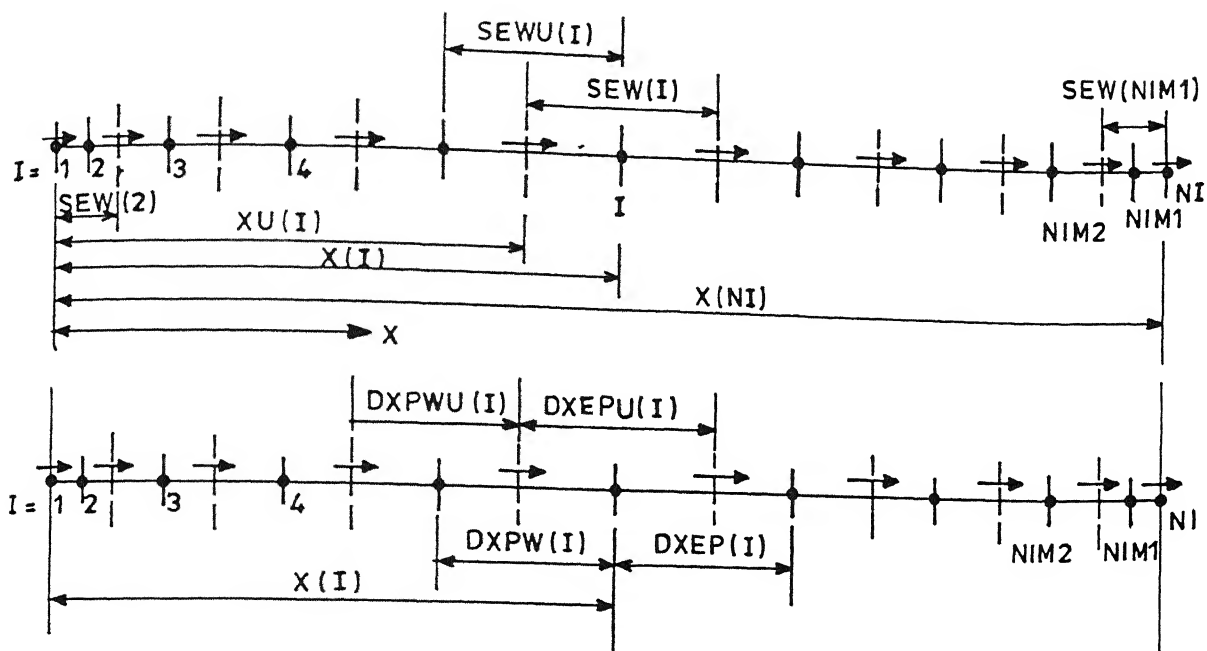 SEWU(I)
SEW(I)
SEW(NIM1)
I= 1 2 3 4 I NIM2 NIM1 NI
SEW(2)
XU(I)
X(I)
X(NI)
X
DXPWU(I) DXEPU(I)
I= 1 2 3 4 NIM2 NIM1 NI
DXPW(I) DXEP(I)
X(I)